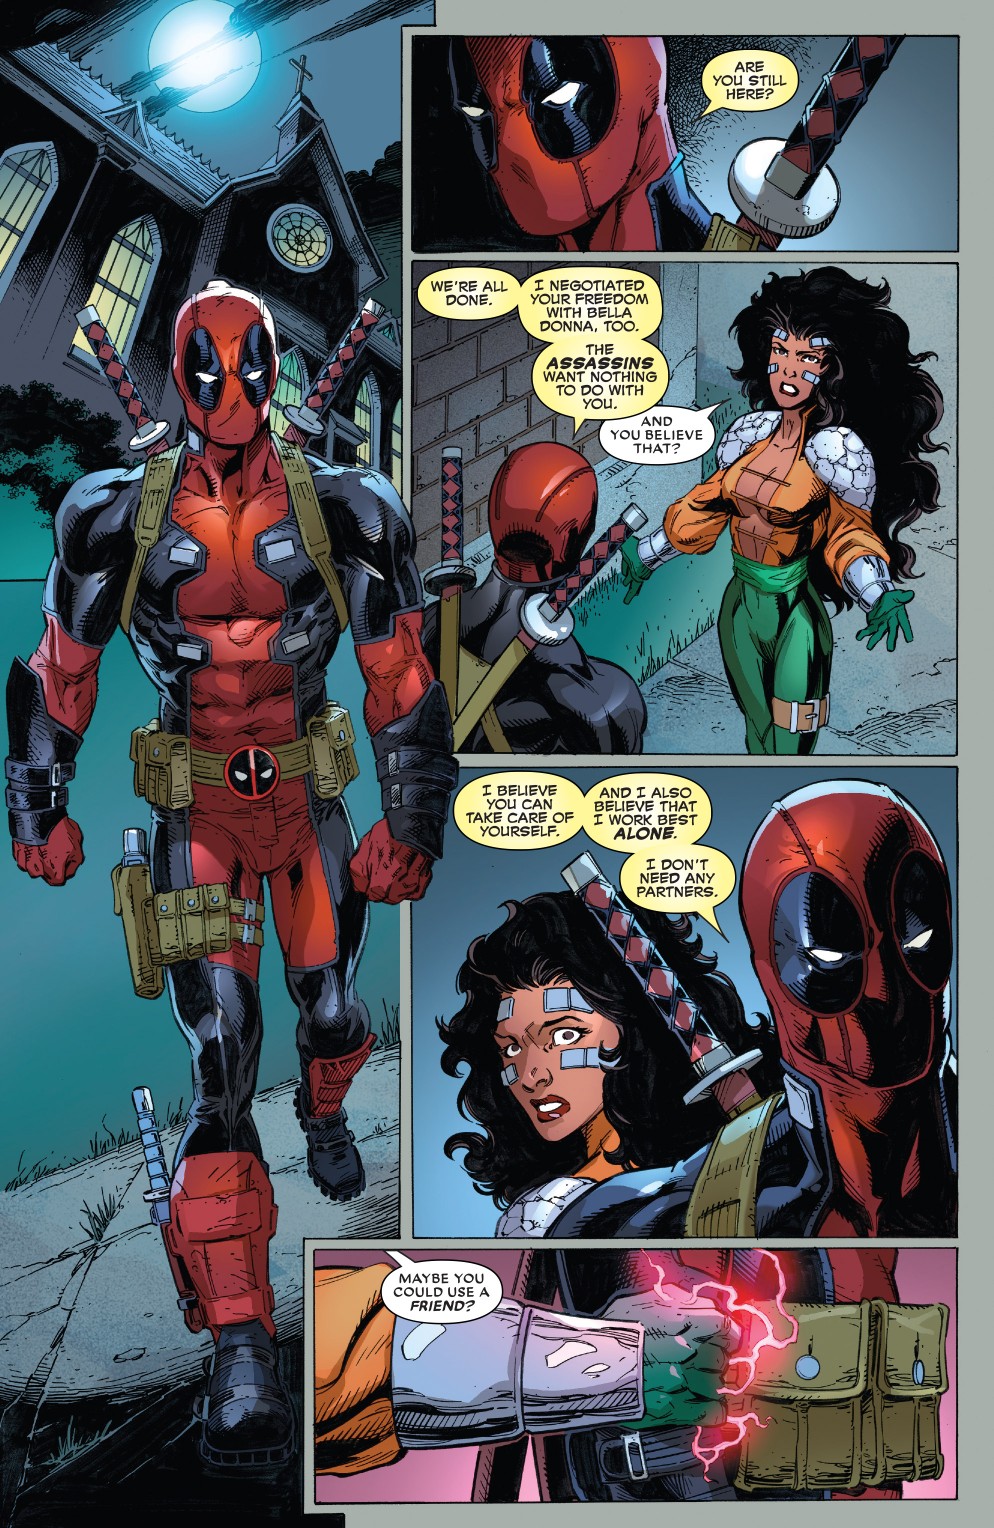 ARE
YOU STILL
HERE?
WE'RE ALL
DONE.
I NEGOTIATED
YOUR FREEDOM
WITH BELLA
DONNA, TOO.
THE
ASSASSINS
WANT NOTHING
TO DO WITH
YOU.
AND
YOU BELIEVE
THAT?
I BELIEVE
YOU CAN
TAKE CARE OF
YOURSELF.
AND I ALSO
BELIEVE THAT
I WORK BEST
ALONE.
I DON'T
NEED ANY
PARTNERS.
MAYBE YOU
COULD USE A
FRIEND?